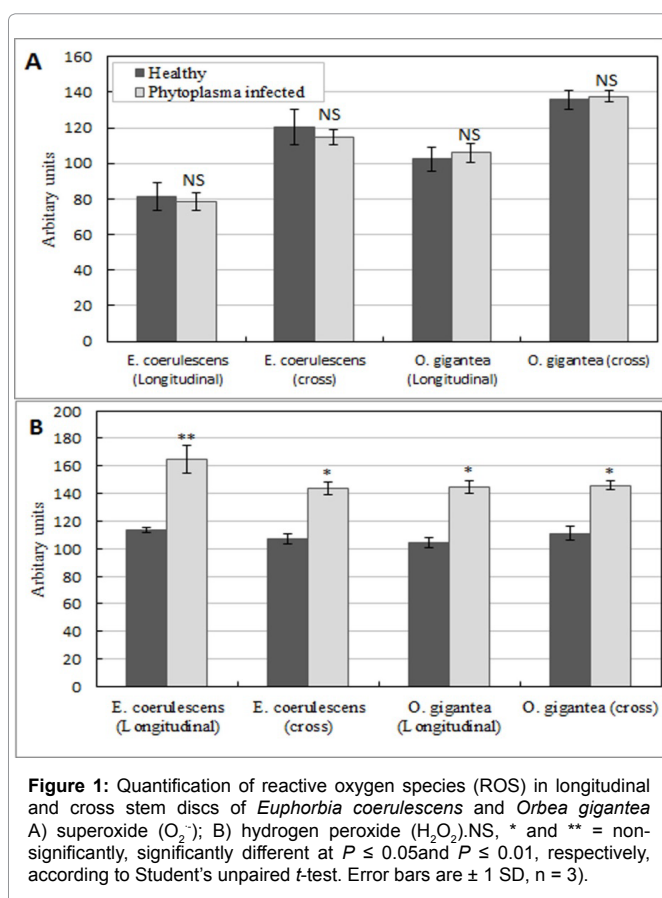 A
Healthy
Phytoplasma infected
160
140
120
100
80
60
40
20
0
Arbitary units
NS
NS
NS
NS
E. coerulescens
(Longitudinal)
E. coerulescens
(cross)
O. gigantea
(Longitudinal)
O. gigantea (cross)
B
200
180
160
140
120
100
80
60
40
20
0
Arbitary units
**
*
*
*
E. coerulescens
(Longitudinal)
E. coerulescens
(cross)
O. gigantea
(Longitudinal)
O. gigantea (cross)
Figure 1: Quantification of reactive oxygen species (ROS) in longitudinal
and cross stem discs of Euphorbia coerulescens and Orbea gigantea
A) superoxide (O₂·-); B) hydrogen peroxide (H₂O₂).NS, * and ** = non-
significantly, significantly different at P ≤ 0.05and P ≤ 0.01, respectively,
according to Student's unpaired t-test. Error bars are ± 1 SD, n = 3).